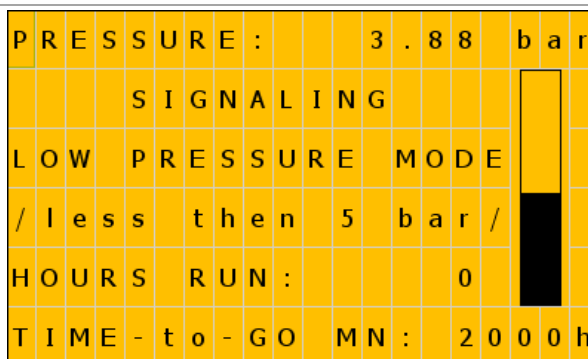 PRESSURE: 3.88 bar
SIGNALING
LOW PRESSURE MODE
/less then 5 bar/
HOURS RUN: 0
TIME-to-GO MN: 2000h